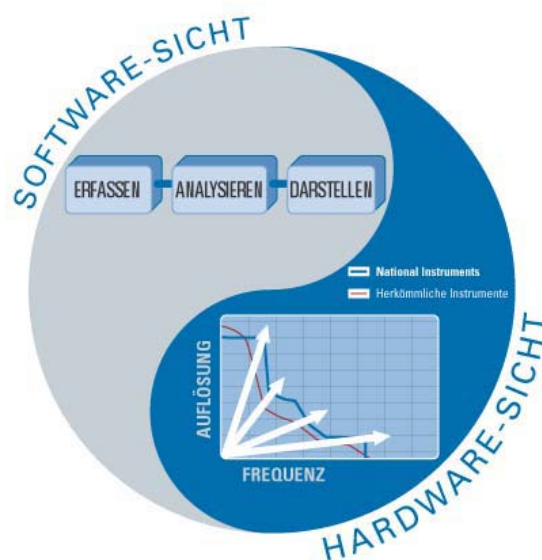 SOFTWARE-SICHT
ERFASSEN ANALYSIEREN DARSTELLEN
National Instruments
Herkömmliche Instrumente
AUFLÖSUNG
FREQUENZ
HARDWARE-SICHT